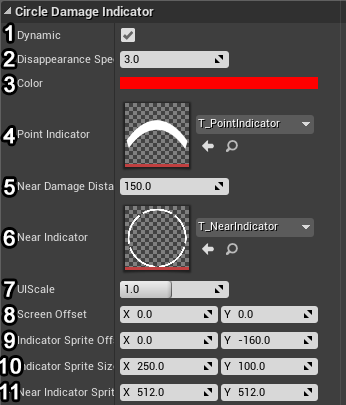 Circle Damage Indicator
1 Dynamic
2 Disappearance Spe 3.0
3 Color
4 Point Indicator T_PointIndicator
5 Near Damage Dista 150.0
6 Near Indicator T_NearIndicator
7 UIScale 1.0
8 Screen Offset X 0.0 Y 0.0
9 Indicator Sprite Off X 0.0 Y -160.0
10 Indicator Sprite Size X 250.0 Y 100.0
11 Near Indicator Sprit X 512.0 Y 512.0